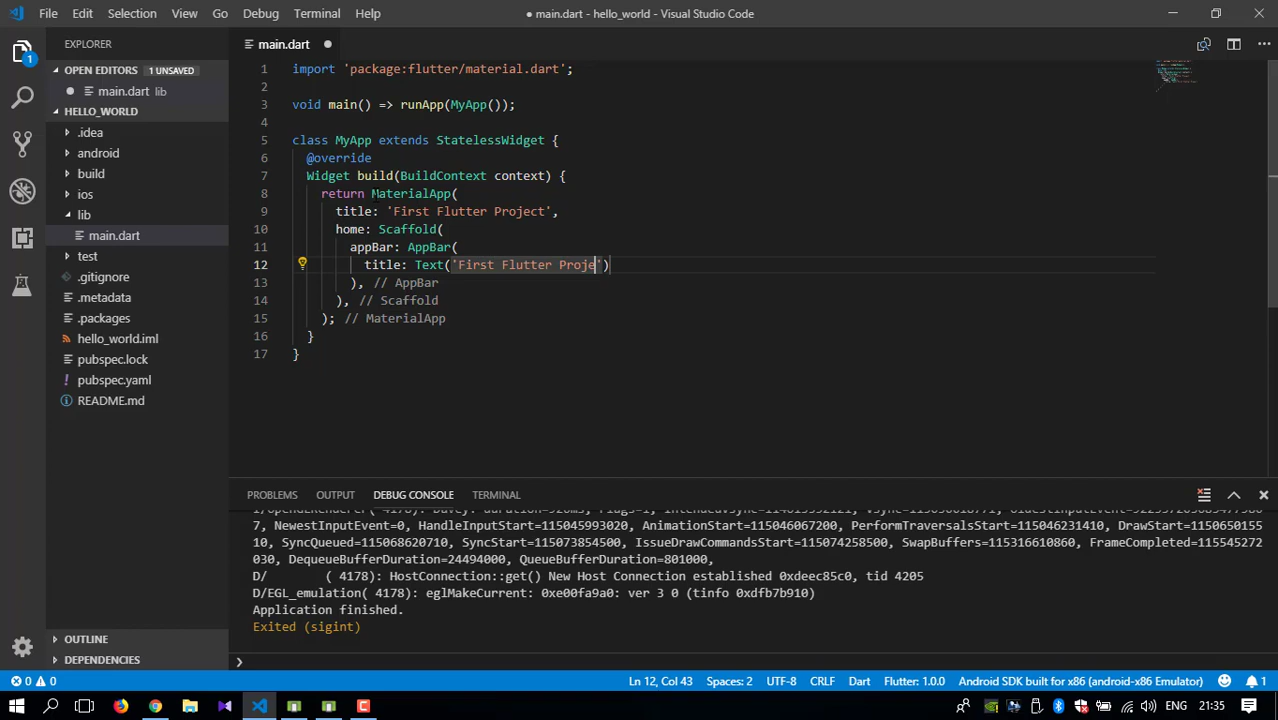 File Edit Selection View Go Debug Terminal Help
● main.dart - hello_world - Visual Studio Code
EXPLORER
main.dart
OPEN EDITORS 1 UNSAVED
main.dart lib
HELLO_WORLD
.idea
android
build
ios
lib
main.dart
test
.gitignore
.metadata
.packages
hello_world.iml
pubspec.lock
pubspec.yaml
README.md
OUTLINE
DEPENDENCIES
1 import 'package:flutter/material.dart';
2
3 void main() => runApp(MyApp());
4
5 class MyApp extends StatelessWidget {
6 @override
7 Widget build(BuildContext context) {
8 return MaterialApp(
9 title: 'First Flutter Project',
10 home: Scaffold(
11 appBar: AppBar(
12 title: Text('First Flutter Proje')
13 ), // AppBar
14 ), // Scaffold
15 ); // MaterialApp
16 }
17 }
PROBLEMS OUTPUT DEBUG CONSOLE TERMINAL
7, NewestInputEvent=0, HandleInputStart=115045993020, AnimationStart=115046067200, PerformTraversalsStart=115046231410, DrawStart=1150650155
10, SyncQueued=115068620710, SyncStart=115073854500, IssueDrawCommandsStart=115074258500, SwapBuffers=115316610860, FrameCompleted=115545272
030, DequeueBufferDuration=24494000, QueueBufferDuration=801000,
D/ ( 4178): HostConnection::get() New Host Connection established 0xdeec85c0, tid 4205
D/EGL_emulation( 4178): eglMakeCurrent: 0xe00fa9a0: ver 3 0 (tinfo 0xdfb7b910)
Application finished.
Exited (sigint)
0 0 Ln 12, Col 43 Spaces: 2 UTF-8 CRLF Dart Flutter: 1.0.0 Android SDK built for x86 (android-x86 Emulator) 1
ENG 21:35